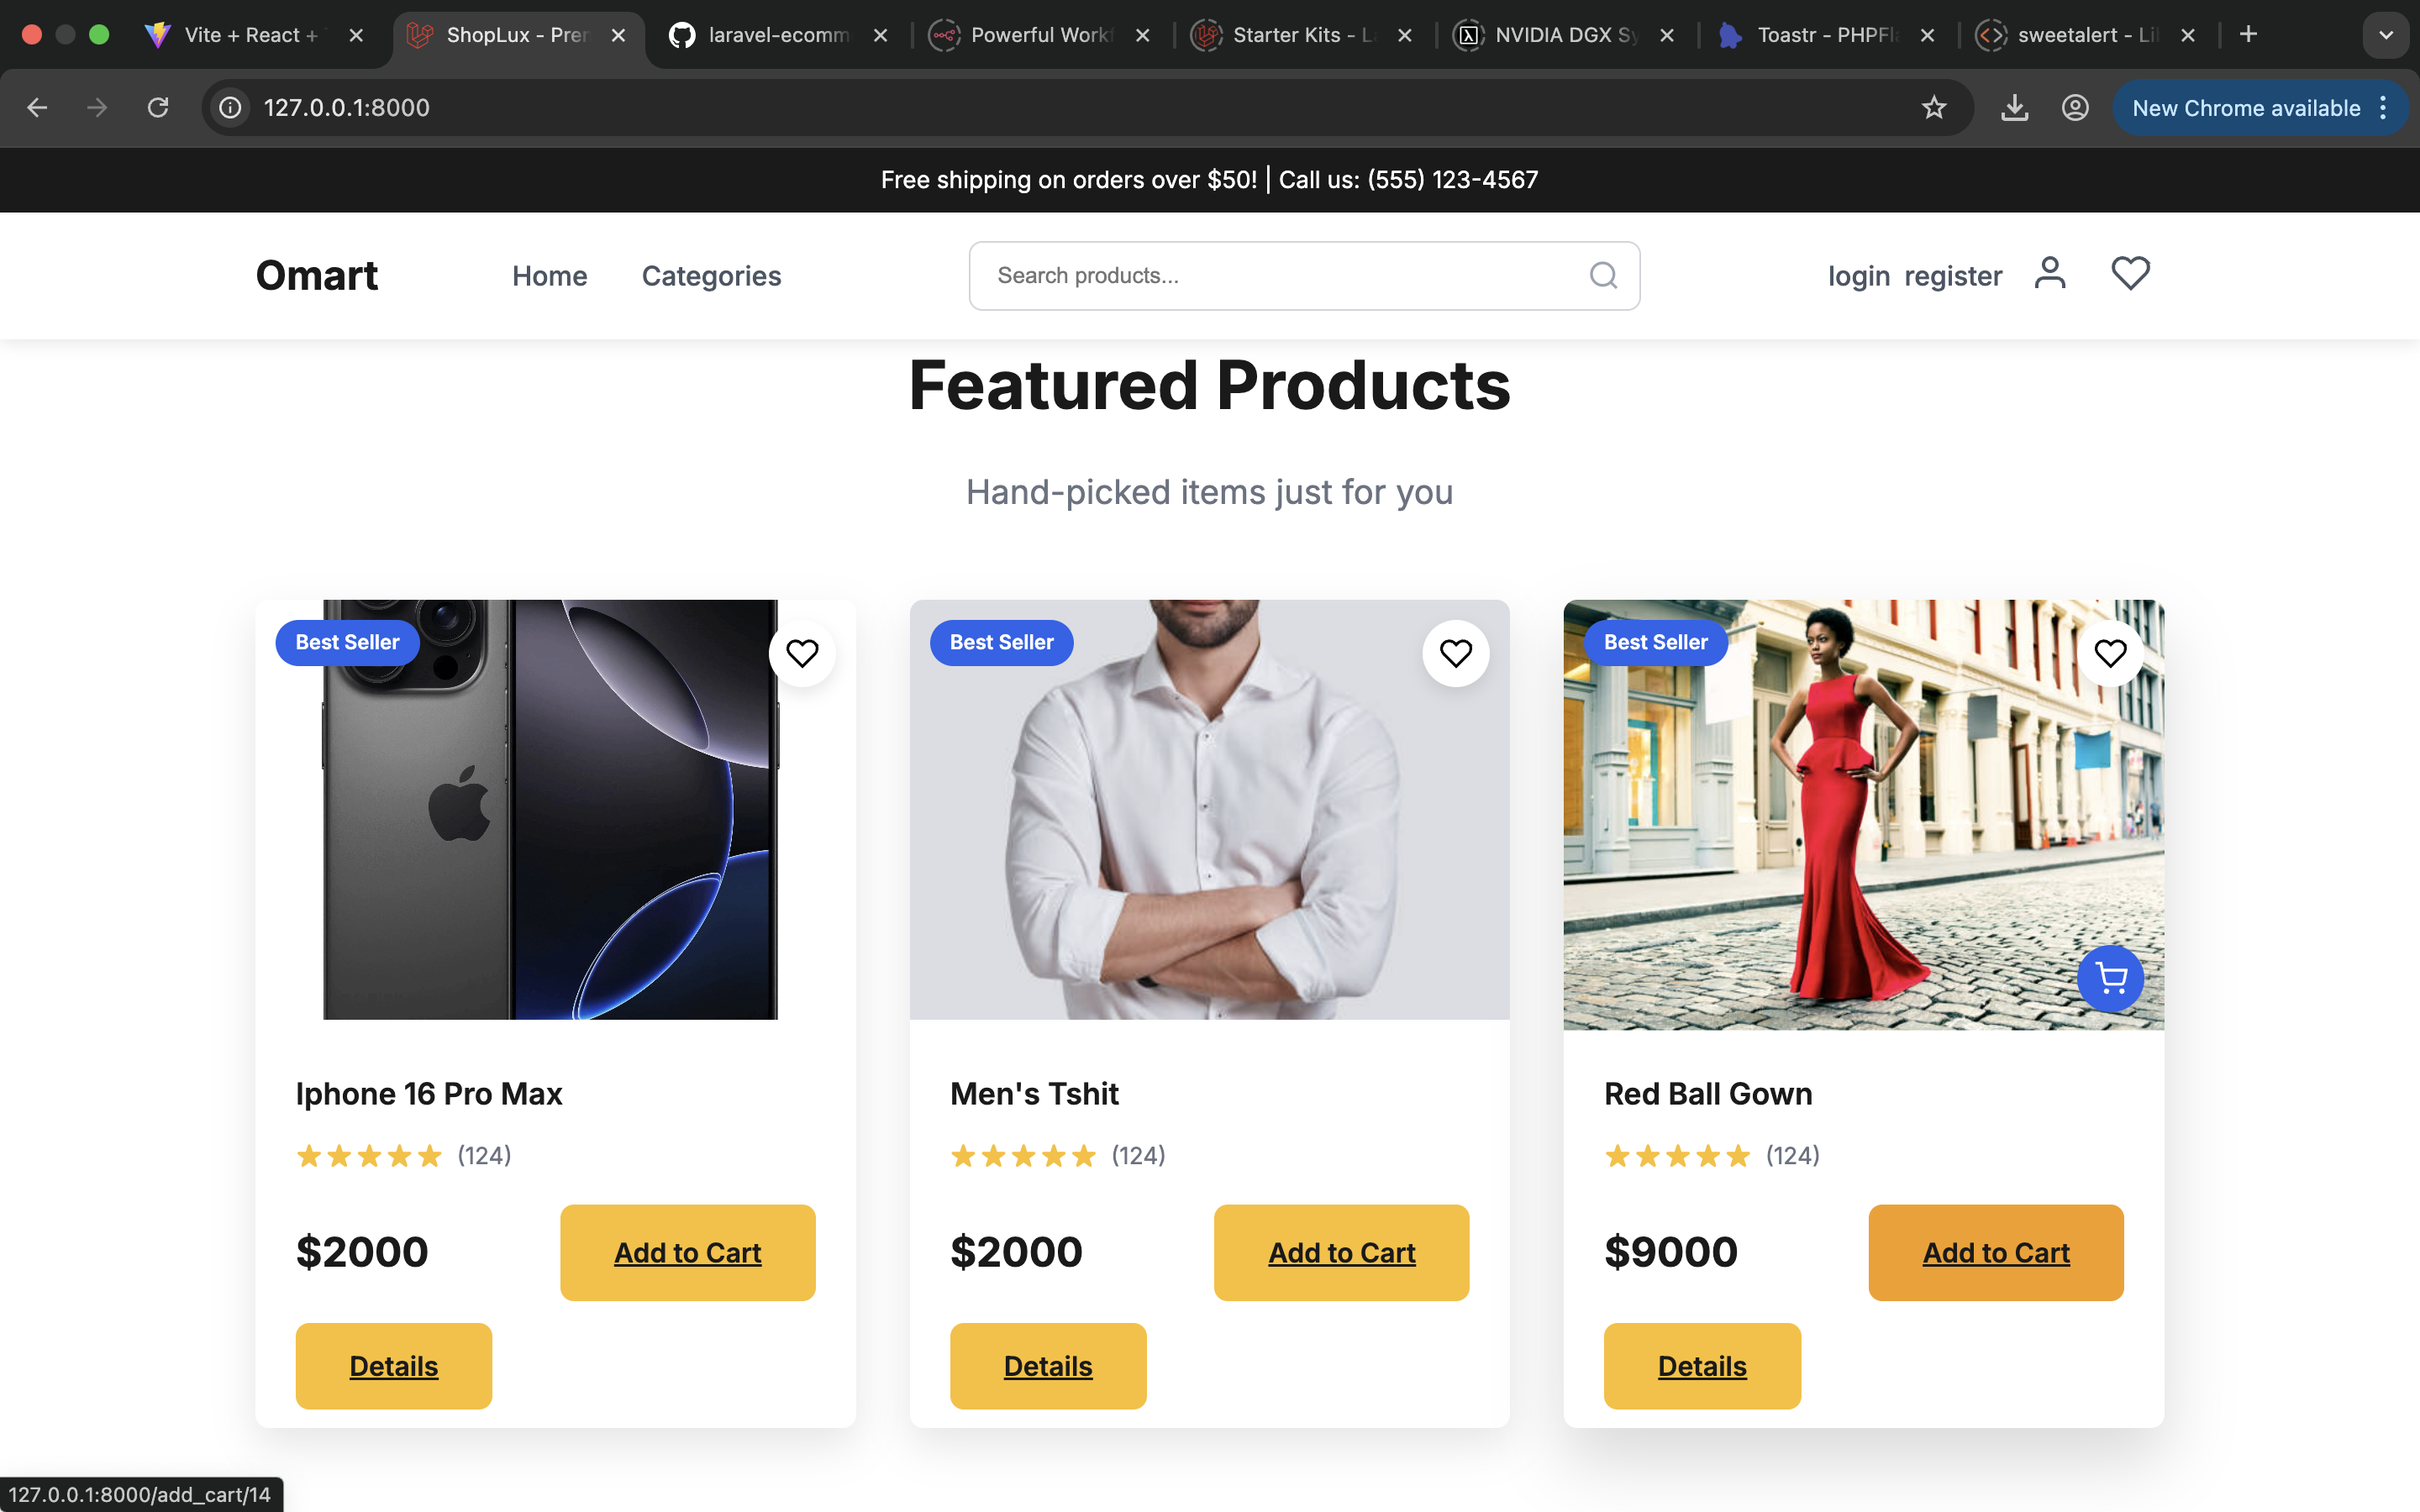 Vite + React +
ShopLux - Prer
laravel-ecomm
Powerful Workf
Starter Kits - L
NVIDIA DGX Sy
Toastr - PHPFl
sweetalert - Li
127.0.0.1:8000
New Chrome available
Free shipping on orders over $50! | Call us: (555) 123-4567
Omart
Home
Categories
Search products...
login
register
Featured Products
Hand-picked items just for you
Best Seller
Best Seller
Best Seller
Iphone 16 Pro Max
Men's Tshit
Red Ball Gown
(124)
(124)
(124)
$2000
Add to Cart
$2000
Add to Cart
$9000
Add to Cart
Details
Details
Details
127.0.0.1:8000/add_cart/14